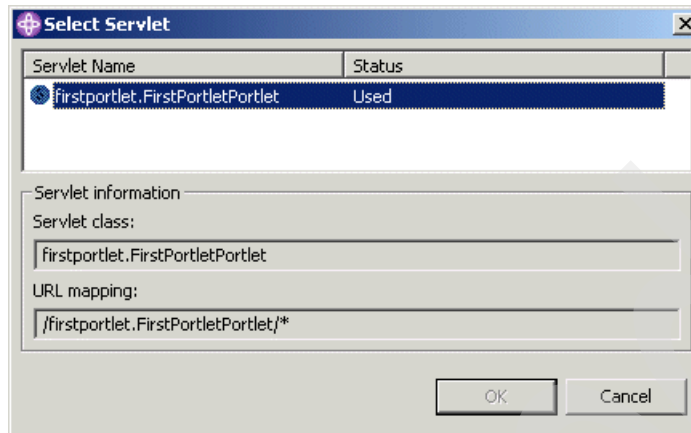 Select Servlet
Servlet Name Status
firstportlet.FirstPortletPortlet Used
Servlet information
Servlet class:
firstportlet.FirstPortletPortlet
URL mapping:
/firstportlet.FirstPortletPortlet/*
OK Cancel